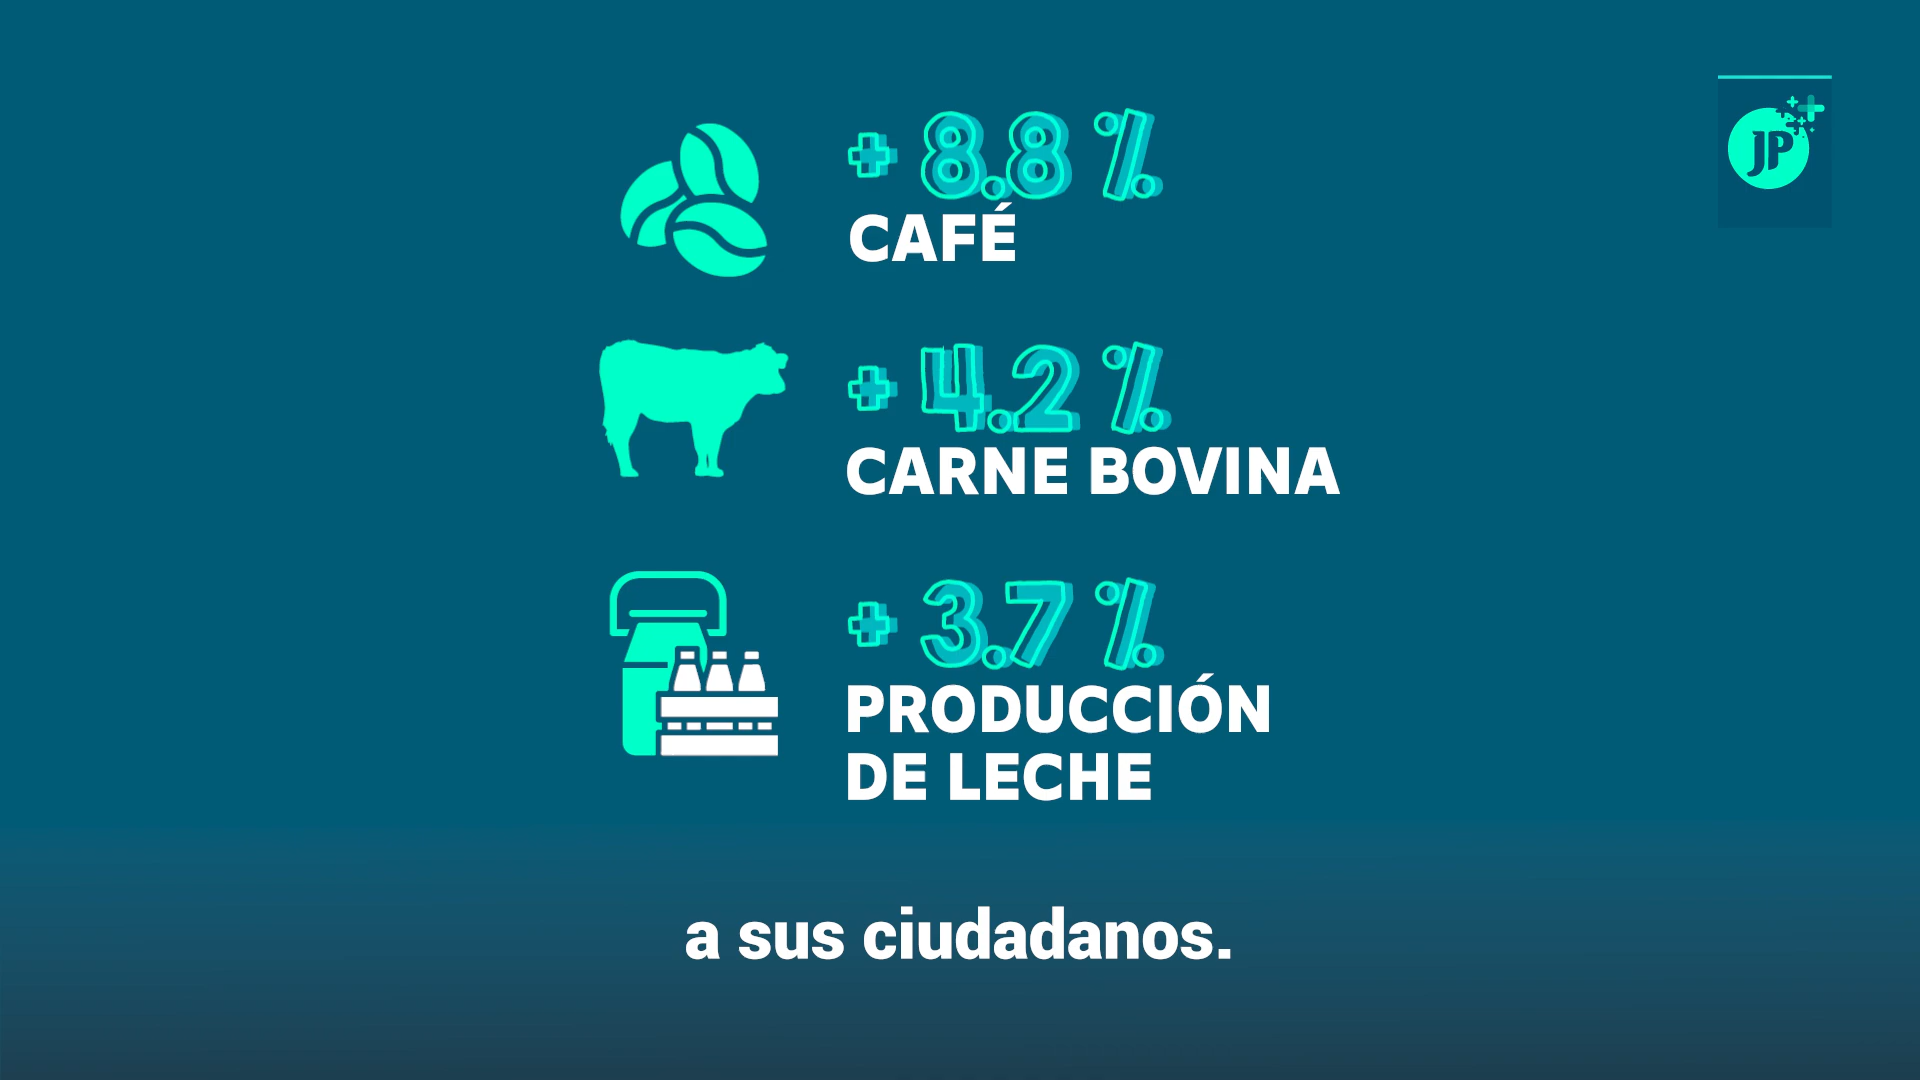 JP
+ 8.8 %
CAFÉ
+ 4.2 %
CARNE BOVINA
+ 3.7 %
PRODUCCIÓN
DE LECHE
a sus ciudadanos.